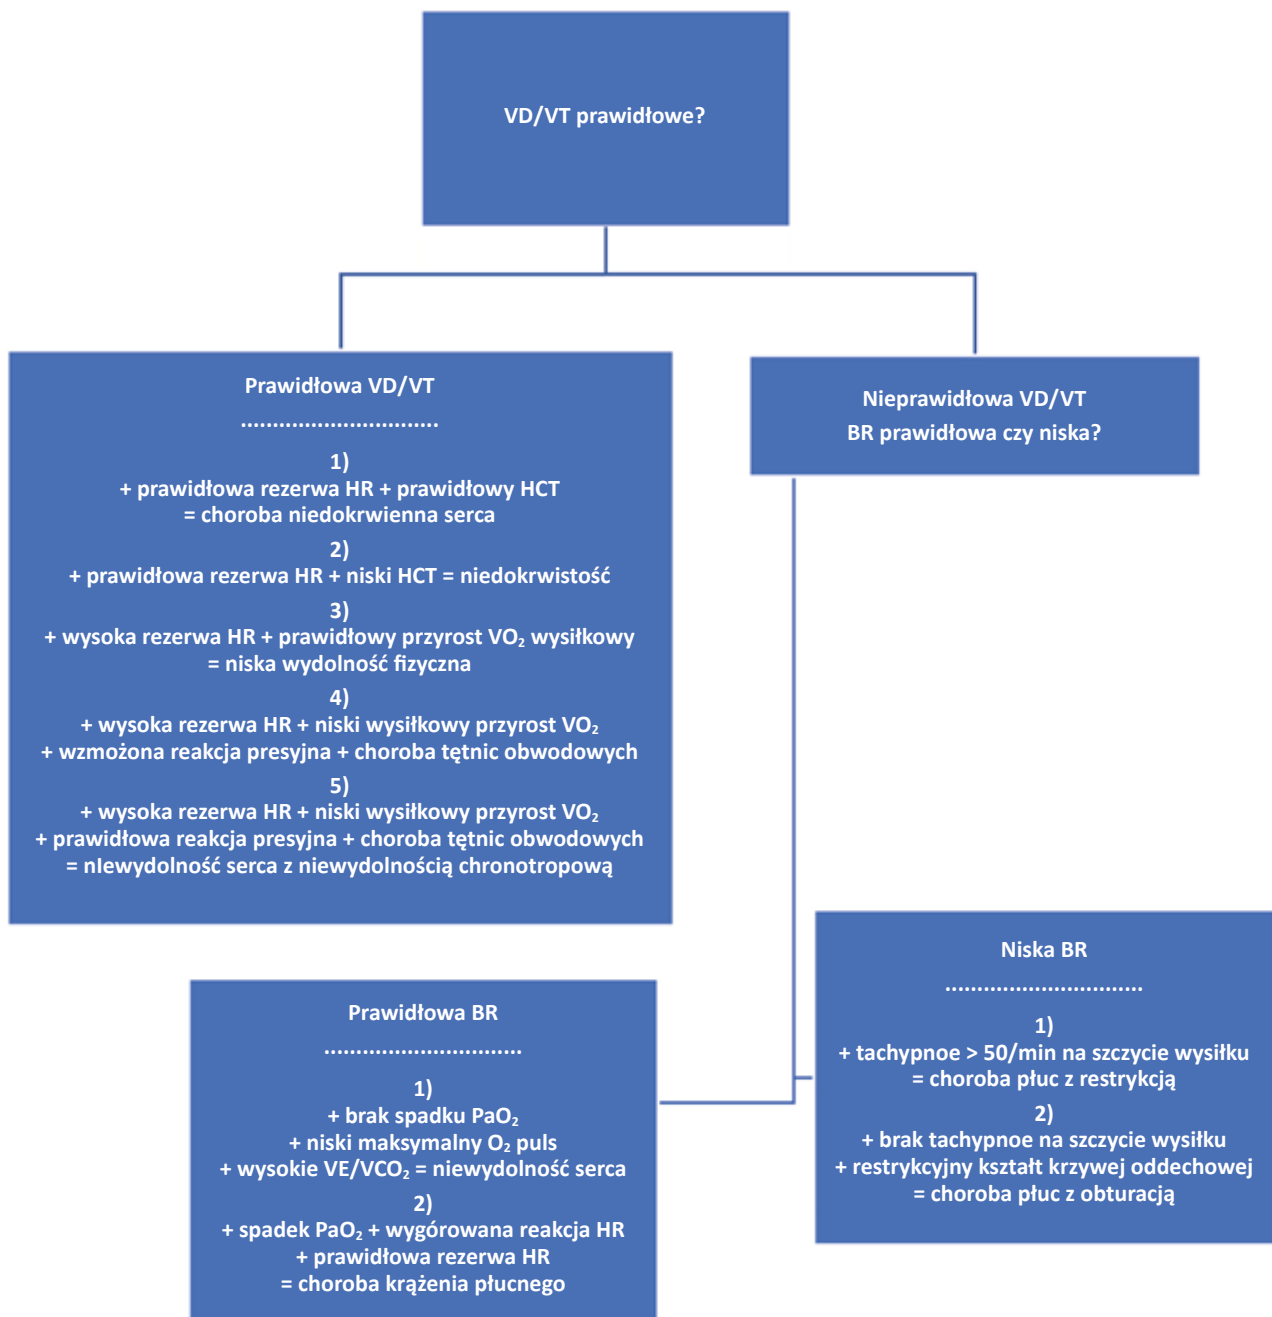 VD/VT prawidłowe?
Prawidłowa VD/VT
...............................
1)
+ prawidłowa rezerwa HR + prawidłowy HCT
= choroba niedokrwienna serca
2)
+ prawidłowa rezerwa HR + niski HCT = niedokrwistość
3)
+ wysoka rezerwa HR + prawidłowy przyrost VO₂ wysiłkowy
= niska wydolność fizyczna
4)
+ wysoka rezerwa HR + niski wysiłkowy przyrost VO₂
+ wzmożona reakcja presyjna + choroba tętnic obwodowych
5)
+ wysoka rezerwa HR + niski wysiłkowy przyrost VO₂
+ prawidłowa reakcja presyjna + choroba tętnic obwodowych
= nIewydolność serca z niewydolnością chronotropową
Nieprawidłowa VD/VT
BR prawidłowa czy niska?
Prawidłowa BR
...............................
1)
+ brak spadku PaO₂
+ niski maksymalny O₂ puls
+ wysokie VE/VCO₂ = niewydolność serca
2)
+ spadek PaO₂ + wygórowana reakcja HR
+ prawidłowa rezerwa HR
= choroba krążenia płucnego
Niska BR
...............................
1)
+ tachypnoe > 50/min na szczycie wysiłku
= choroba płuc z restrykcją
2)
+ brak tachypnoe na szczycie wysiłku
+ restrykcyjny kształt krzywej oddechowej
= choroba płuc z obturacją